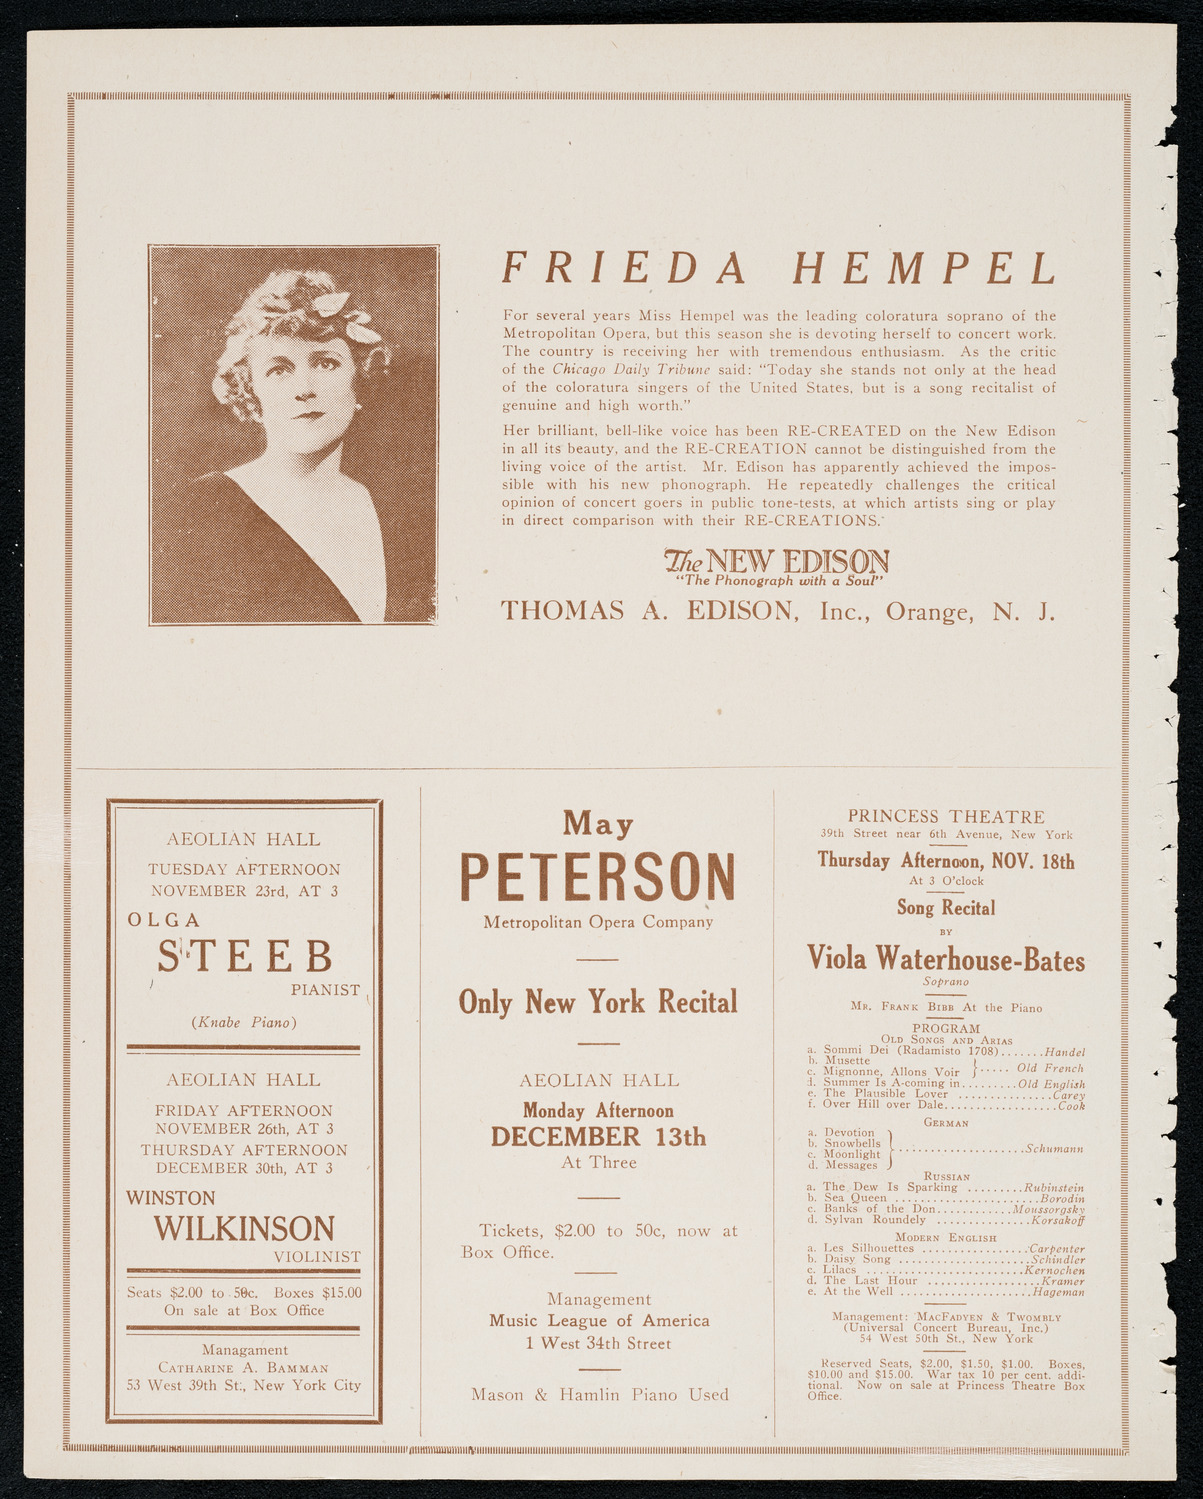 FRIEDA HEMPEL
For several years Miss Hempel was the leading coloratura soprano of the
Metropolitan Opera, but this season she is devoting herself to concert work.
The country is receiving her with tremendous enthusiasm. As the critic
of the Chicago Daily Tribune said: "Today she stands not only at the head
of the coloratura singers of the United States, but is a song recitalist of
genuine and high worth."
Her brilliant, bell-like voice has been RE-CREATED on the New Edison
in all its beauty, and the RE-CREATION cannot be distinguished from the
living voice of the artist. Mr. Edison has apparently achieved the impos-
sible with his new phonograph. He repeatedly challenges the critical
opinion of concert goers in public tone-tests, at which artists sing or play
in direct comparison with their RE-CREATIONS.
The NEW EDISON
"The Phonograph with a Soul"
THOMAS A. EDISON, Inc., Orange, N. J.
AEOLIAN HALL
TUESDAY AFTERNOON
NOVEMBER 23rd, AT 3
OLGA
STEEB
PIANIST
(Knabe Piano)
AEOLIAN HALL
FRIDAY AFTERNOON
NOVEMBER 26th, AT 3
THURSDAY AFTERNOON
DECEMBER 30th, AT 3
WINSTON
WILKINSON
VIOLINIST
Seats $2.00 to 50c. Boxes $15.00
On sale at Box Office
Managament
CATHARINE A. BAMMAN
53 West 39th St., New York City
May
PETERSON
Metropolitan Opera Company
Only New York Recital
AEOLIAN HALL
Monday Afternoon
DECEMBER 13th
At Three
Tickets, $2.00 to 50c, now at
Box Office.
Management
Music League of America
1 West 34th Street
Mason & Hamlin Piano Used
PRINCESS THEATRE
39th Street near 6th Avenue, New York
Thursday Afternoon, NOV. 18th
At 3 O'clock
Song Recital
BY
Viola Waterhouse-Bates
Soprano
MR. FRANK BIBB At the Piano
PROGRAM
OLD SONGS AND ARIAS
a. Sommi Dei (Radamisto 1708).......Handel
b. Musette
c. Mignonne, Allons Voir }..... Old French
d. Summer Is A-coming in.........Old English
e. The Plausible Lover ...............Carey
f. Over Hill over Dale..................Cook
GERMAN
a. Devotion
b. Snowbells
c. Moonlight
d. Messages } ....................Schumann
RUSSIAN
a. The Dew Is Sparking .........Rubinstein
b. Sea Queen .......................Borodin
c. Banks of the Don............Moussorgsky
d. Sylvan Roundely ...............Korsakoff
MODERN ENGLISH
a. Les Silhouettes .................Carpenter
b. Daisy Song .....................Schindler
c. Lilacs .........................Kernochen
d. The Last Hour ..................Kramer
e. At the Well .....................Hageman
Management: MACFADYEN & TWOMBLY
(Universal Concert Bureau, Inc.)
54 West 50th St., New York
Reserved Seats, $2.00, $1.50, $1.00. Boxes,
$10.00 and $15.00. War tax 10 per cent. addi-
tional. Now on sale at Princess Theatre Box
Office.